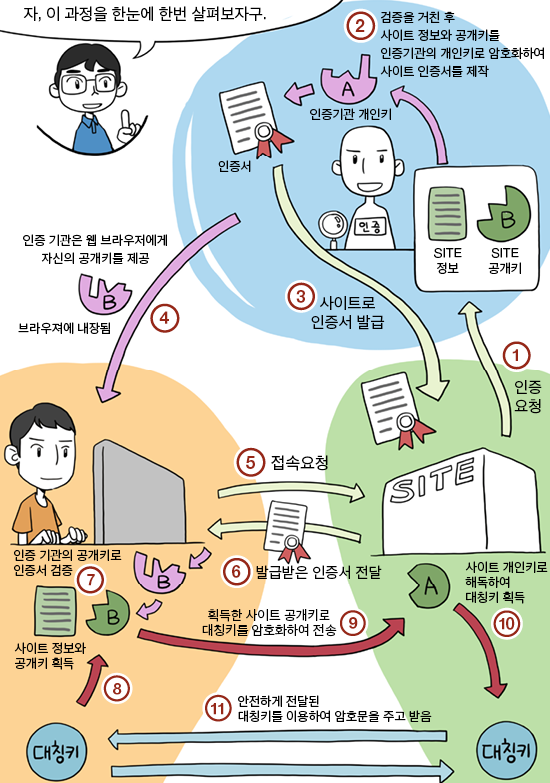 자, 이 과정을 한눈에 한번 살펴보자구.
②
검증을 거친 후
사이트 정보와 공개키를
인증기관의 개인키로 암호화하여
사이트 인증서를 제작
A
인증기관 개인키
인증서
인증
B
SITE
정보
SITE
공개키
인증 기관은 웹 브라우저에게
자신의 공개키를 제공
B
브라우져에 내장됨
④
③ 사이트로
인증서 발급
①
인증
요청
⑤ 접속요청
SITE
⑥ 발급받은 인증서 전달
인증 기관의 공개키로
인증서 검증
⑦
B
B
사이트 정보와
공개키 획득
⑧
획득한 사이트 공개키로
대칭키를 암호화하여 전송
⑨
A
사이트 개인키로
해독하여
대칭키 획득
⑩
⑪ 안전하게 전달된
대칭키를 이용하여 암호문을 주고 받음
대칭키
대칭키